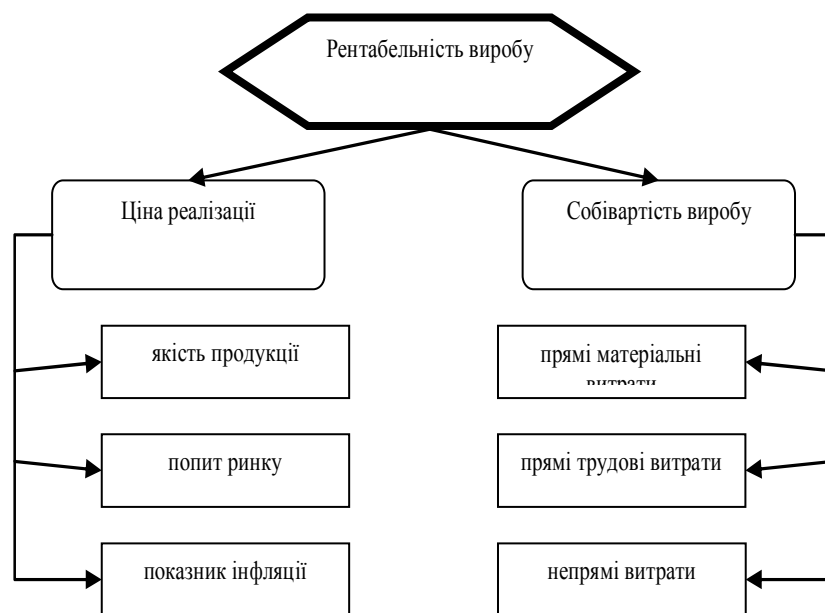 Рентабельність виробу
Ціна реалізації
Собівартість виробу
якість продукції
прямі матеріальні
витрати
попит ринку
прямі трудові витрати
показник інфляції
непрямі витрати